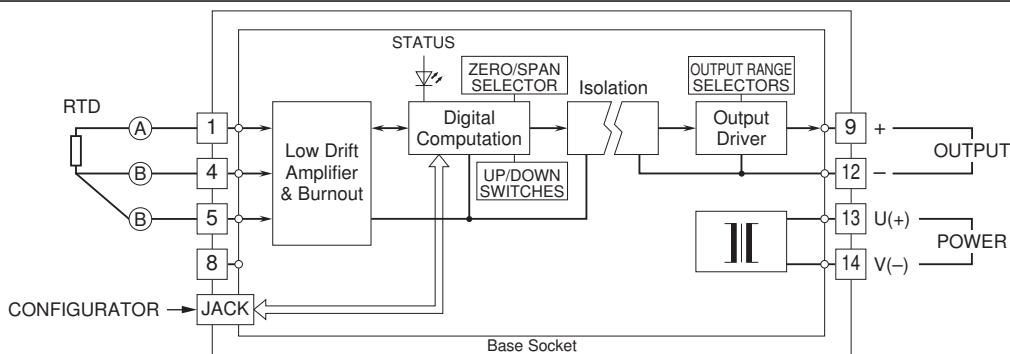 STATUS
ZERO/SPAN
SELECTOR
Isolation
OUTPUT RANGE
SELECTORS
RTD
A
1
Low Drift
Amplifier
& Burnout
Digital
Computation
Output
Driver
9
+
OUTPUT
B
4
UP/DOWN
SWITCHES
12
–
B
5
13
U(+)
POWER
8
14
V(–)
CONFIGURATOR
JACK
Base Socket